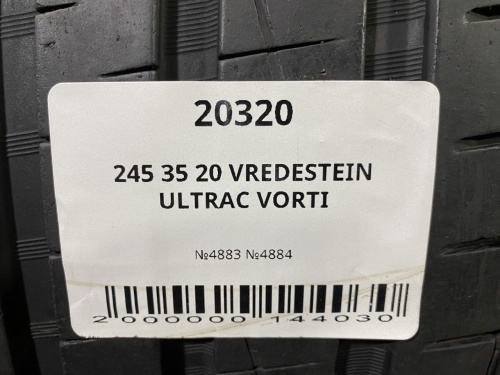 20320
245 35 20 VREDESTEIN
ULTRAC VORTI
№4883 №4884
2 000000 144030